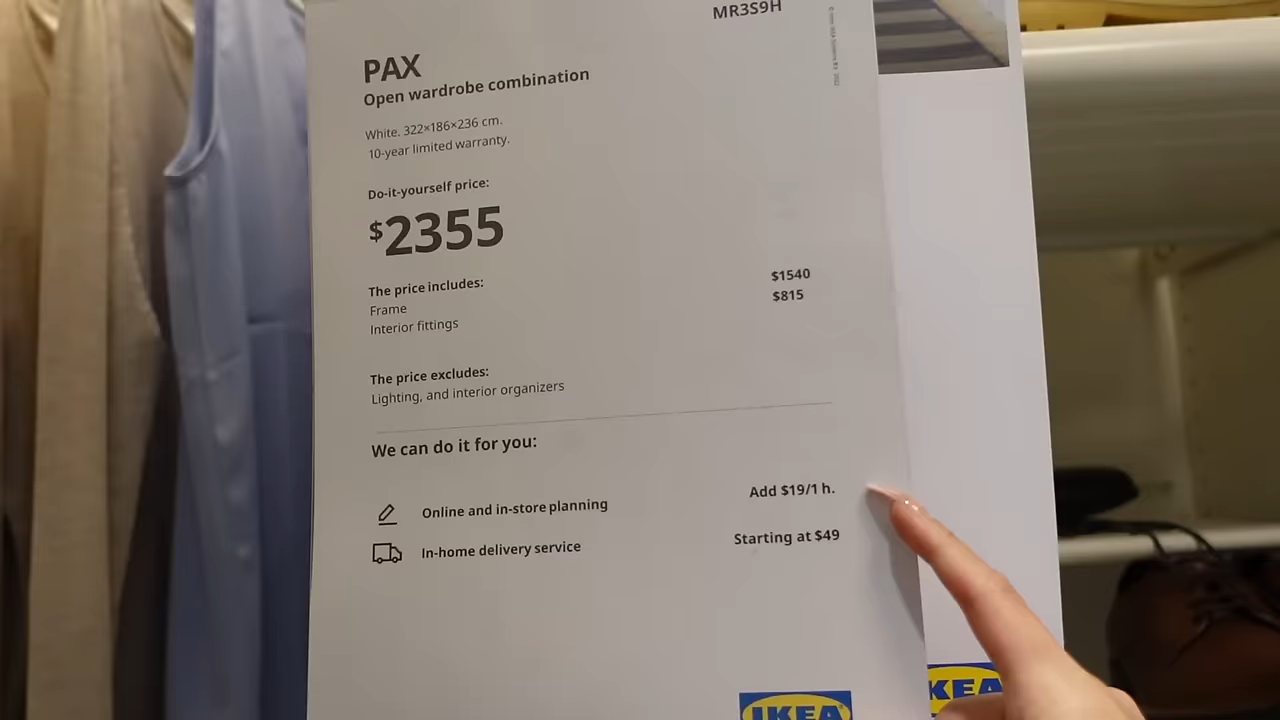 MR3S9H
PAX
Open wardrobe combination
White. 322×186×236 cm.
10-year limited warranty.
Do-it-yourself price:
$2355
The price includes:
Frame $1540
Interior fittings $815
The price excludes:
Lighting, and interior organizers
We can do it for you:
Online and in-store planning Add $19/1 h.
In-home delivery service Starting at $49
IKEA
IKEA